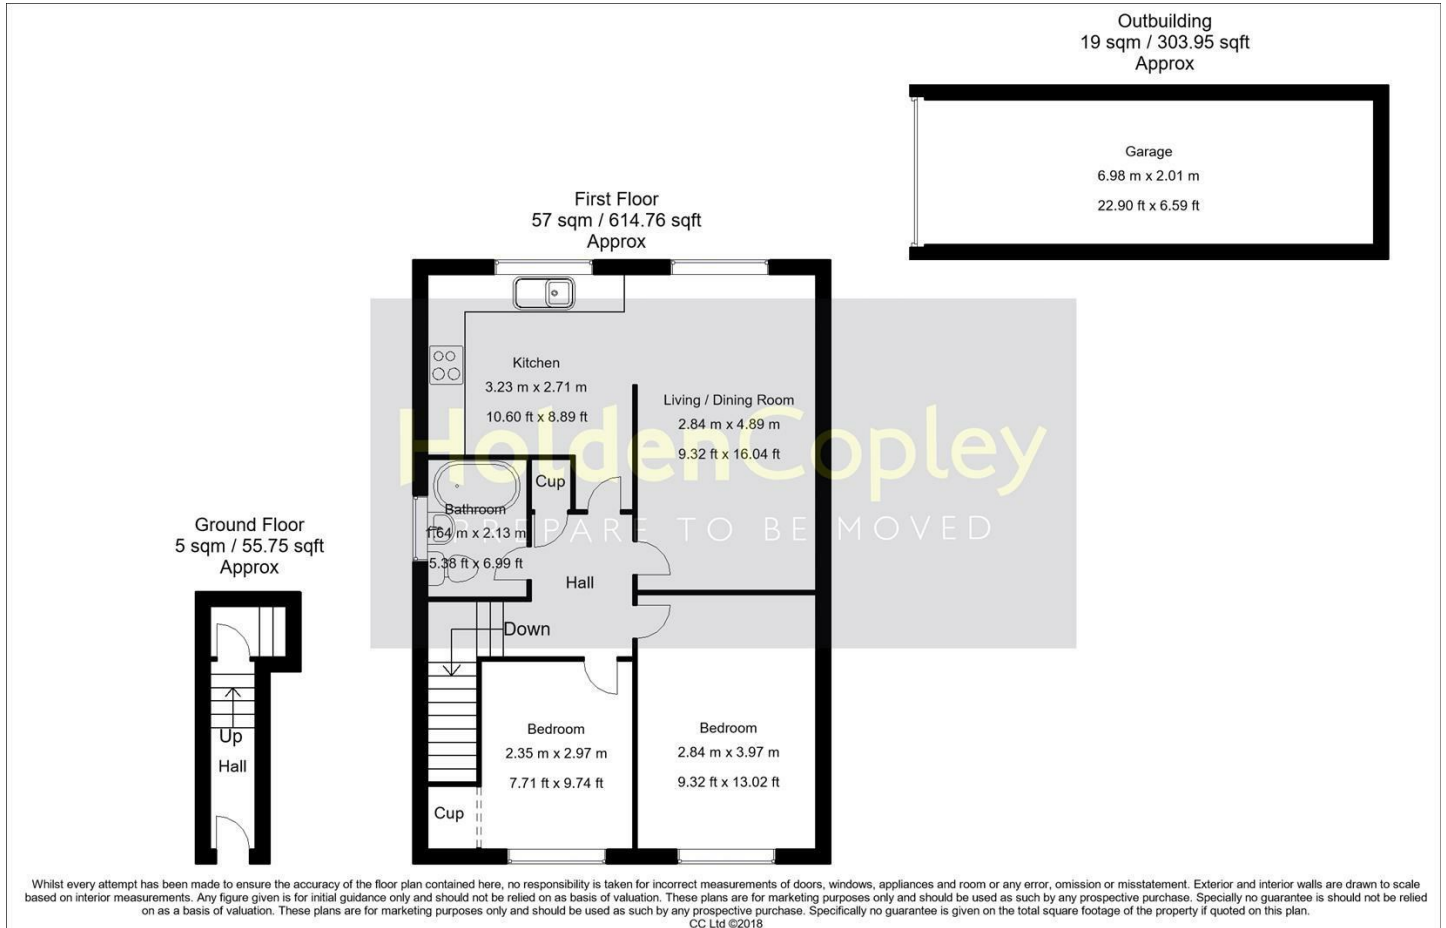 Outbuilding
19 sqm / 303.95 sqft
Approx
Garage
6.98 m x 2.01 m
22.90 ft x 6.59 ft
First Floor
57 sqm / 614.76 sqft
Approx
Kitchen
3.23 m x 2.71 m
10.60 ft x 8.89 ft
Living / Dining Room
2.84 m x 4.89 m
9.32 ft x 16.04 ft
HoldenCopley
PREPARE TO BE MOVED
Cup
Bathroom
1.64 m x 2.13 m
5.38 ft x 6.99 ft
Hall
Down
Ground Floor
5 sqm / 55.75 sqft
Approx
Up
Hall
Bedroom
2.35 m x 2.97 m
7.71 ft x 9.74 ft
Bedroom
2.84 m x 3.97 m
9.32 ft x 13.02 ft
Cup
Whilst every attempt has been made to ensure the accuracy of the floor plan contained here, no responsibility is taken for incorrect measurements of doors, windows, appliances and room or any error, omission or misstatement. Exterior and interior walls are drawn to scale
based on interior measurements. Any figure given is for initial guidance only and should not be relied on as basis of valuation. These plans are for marketing purposes only and should be used as such by any prospective purchase. Specially no guarantee is should not be relied
on as a basis of valuation. These plans are for marketing purposes only and should be used as such by any prospective purchase. Specifically no guarantee is given on the total square footage of the property if quoted on this plan.
CC Ltd ©2018